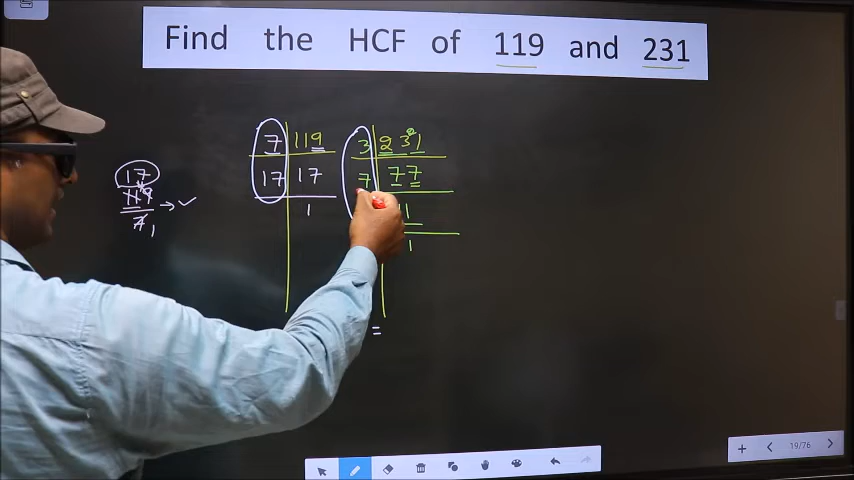 Find the HCF of 119 and 231
7 119 3 231
17 17 7 77
17 1 11
119 1
7 1
=
19/76